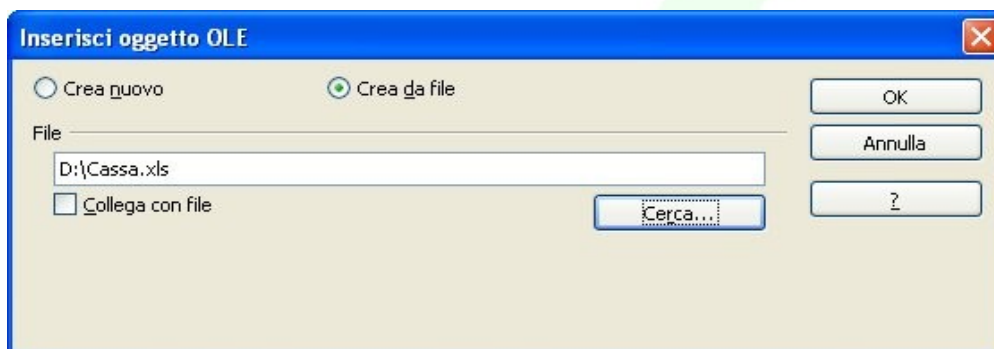 Inserisci oggetto OLE
Crea nuovo
Crea da file
OK
File
Annulla
D:\Cassa.xls
Collega con file
Cerca...
?